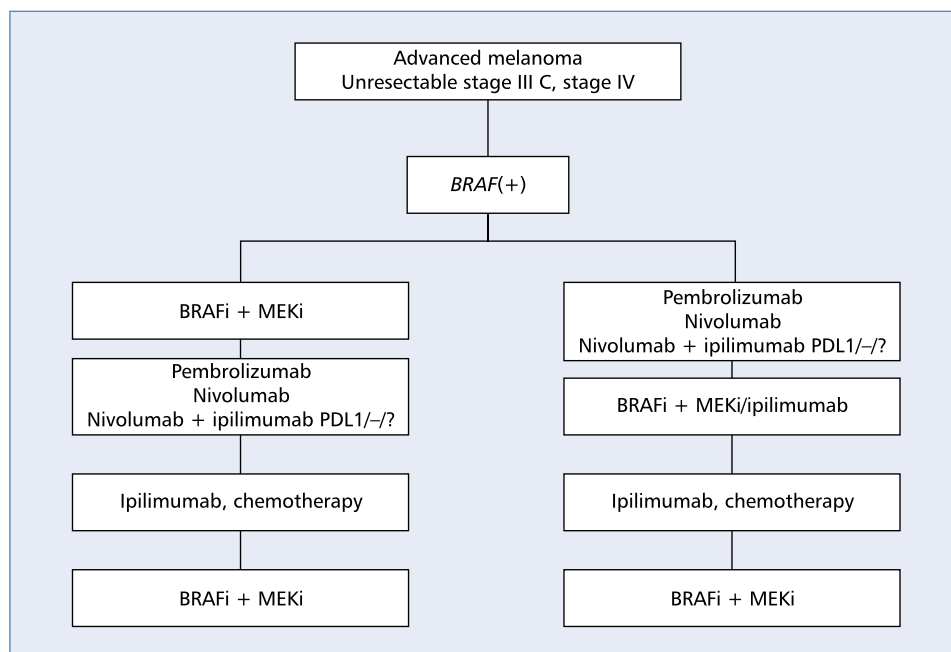 Advanced melanoma
Unresectable stage III C, stage IV
BRAF(+)
BRAFi + MEKi
Pembrolizumab
Nivolumab
Nivolumab + ipilimumab PDL1/–/?
Ipilimumab, chemotherapy
BRAFi + MEKi
Pembrolizumab
Nivolumab
Nivolumab + ipilimumab PDL1/–/?
BRAFi + MEKi/ipilimumab
Ipilimumab, chemotherapy
BRAFi + MEKi